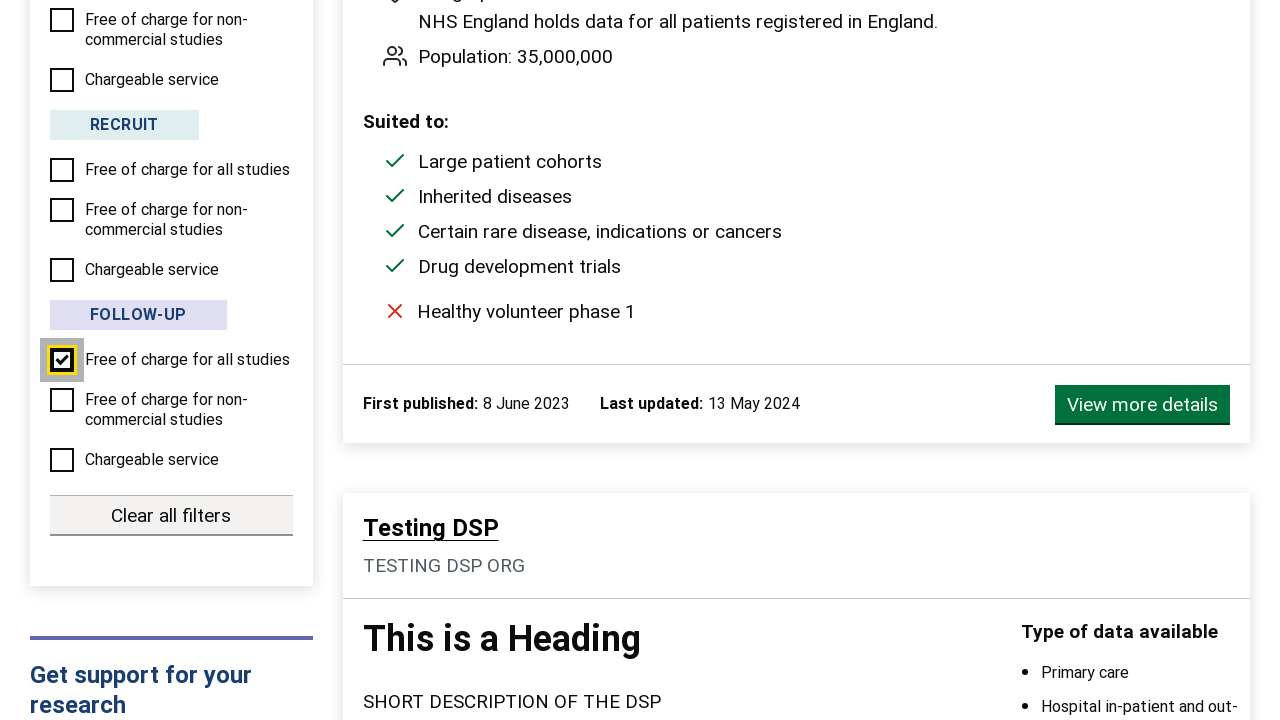 Free of charge for non-
commercial studies
Chargeable service
RECRUIT
Free of charge for all studies
Free of charge for non-
commercial studies
Chargeable service
FOLLOW-UP
Free of charge for all studies
Free of charge for non-
commercial studies
Chargeable service
Clear all filters
Get support for your
research
NHS England holds data for all patients registered in England.
Population: 35,000,000
Suited to:
Large patient cohorts
Inherited diseases
Certain rare disease, indications or cancers
Drug development trials
Healthy volunteer phase 1
First published: 8 June 2023 Last updated: 13 May 2024
View more details
Testing DSP
TESTING DSP ORG
This is a Heading
SHORT DESCRIPTION OF THE DSP
Type of data available
Primary care
Hospital in-patient and out-